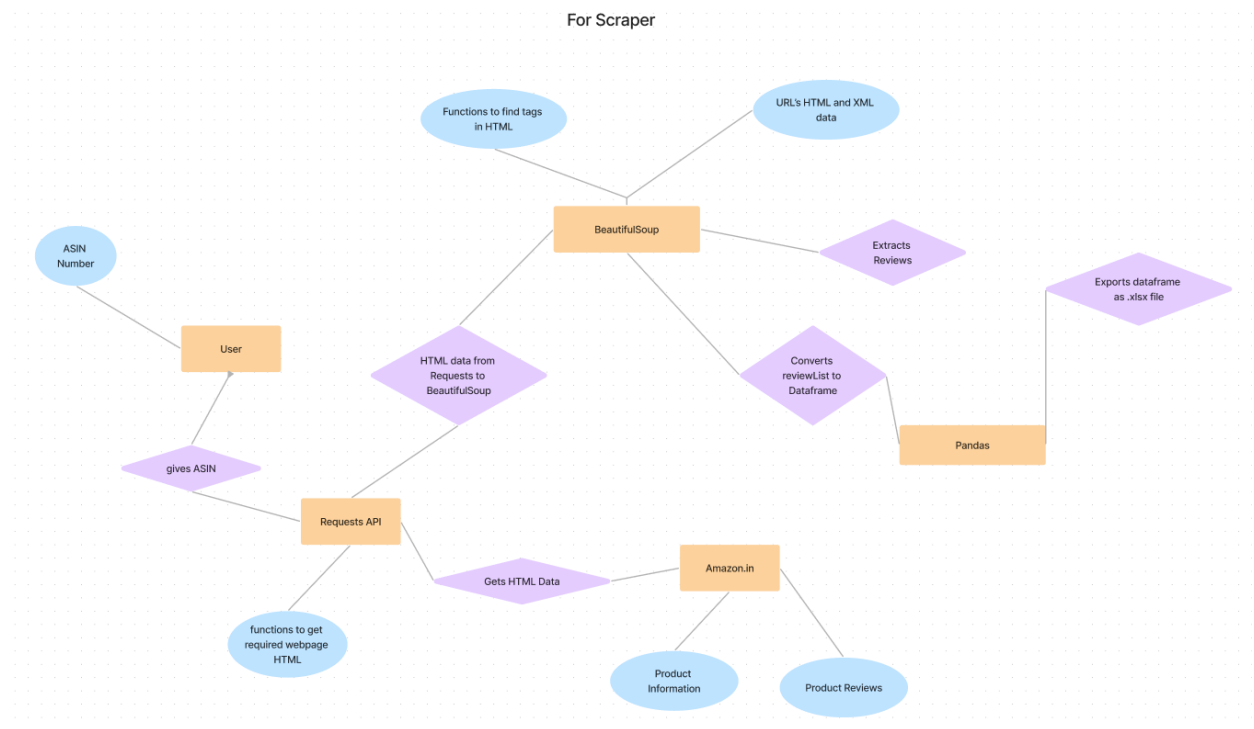 For Scraper
Functions to find tags
in HTML
URL's HTML and XML
data
BeautifulSoup
Extracts
Reviews
ASIN
Number
Exports dataframe
as .xlsx file
User
HTML data from
Requests to
BeautifulSoup
Converts
reviewList to
Dataframe
Pandas
gives ASIN
Requests API
Gets HTML Data
Amazon.in
functions to get
required webpage
HTML
Product
Information
Product Reviews